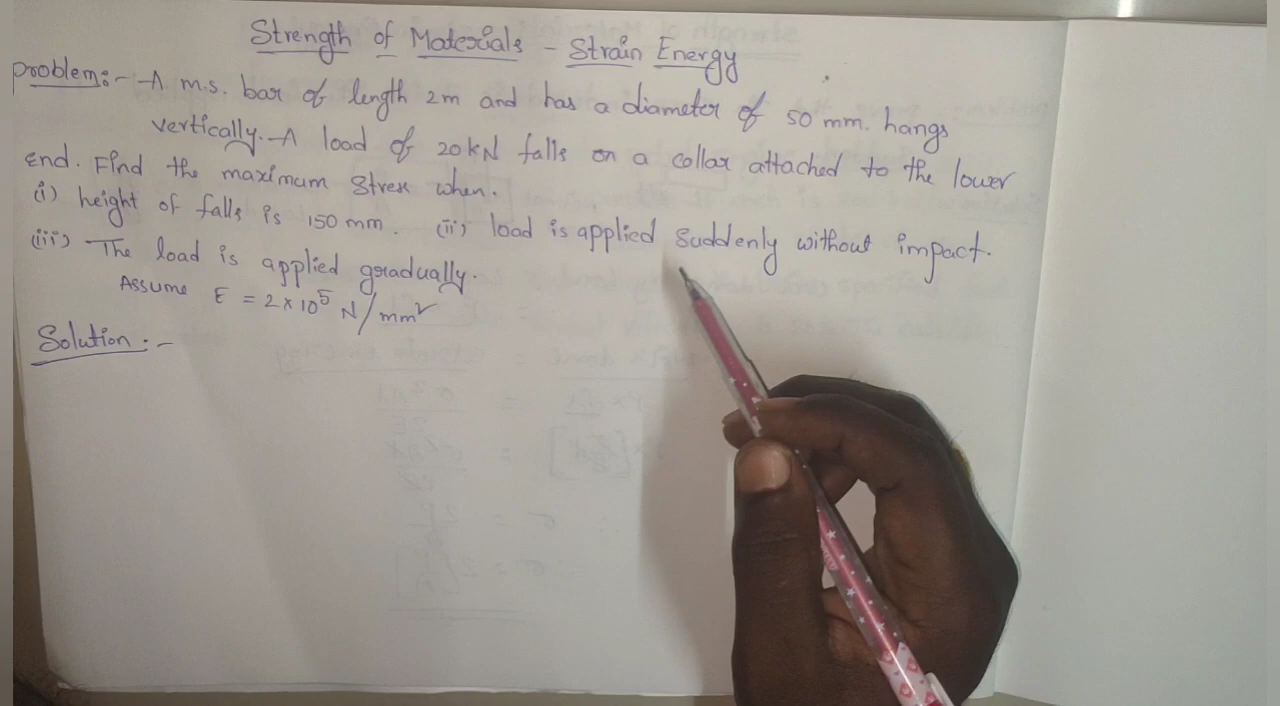 Strength of Materials - Strain Energy
Problem:- A m.s. bar of length 2m and has a diameter of 50 mm. hangs
vertically. A load of 20kN falls on a collar attached to the lower
end. Find the maximum stress when.
(i) height of falls is 150 mm. (ii) load is applied suddenly without impact.
(iii) The load is applied gradually.
Assume E = 2 × 10⁵ N/mm²
Solution :-